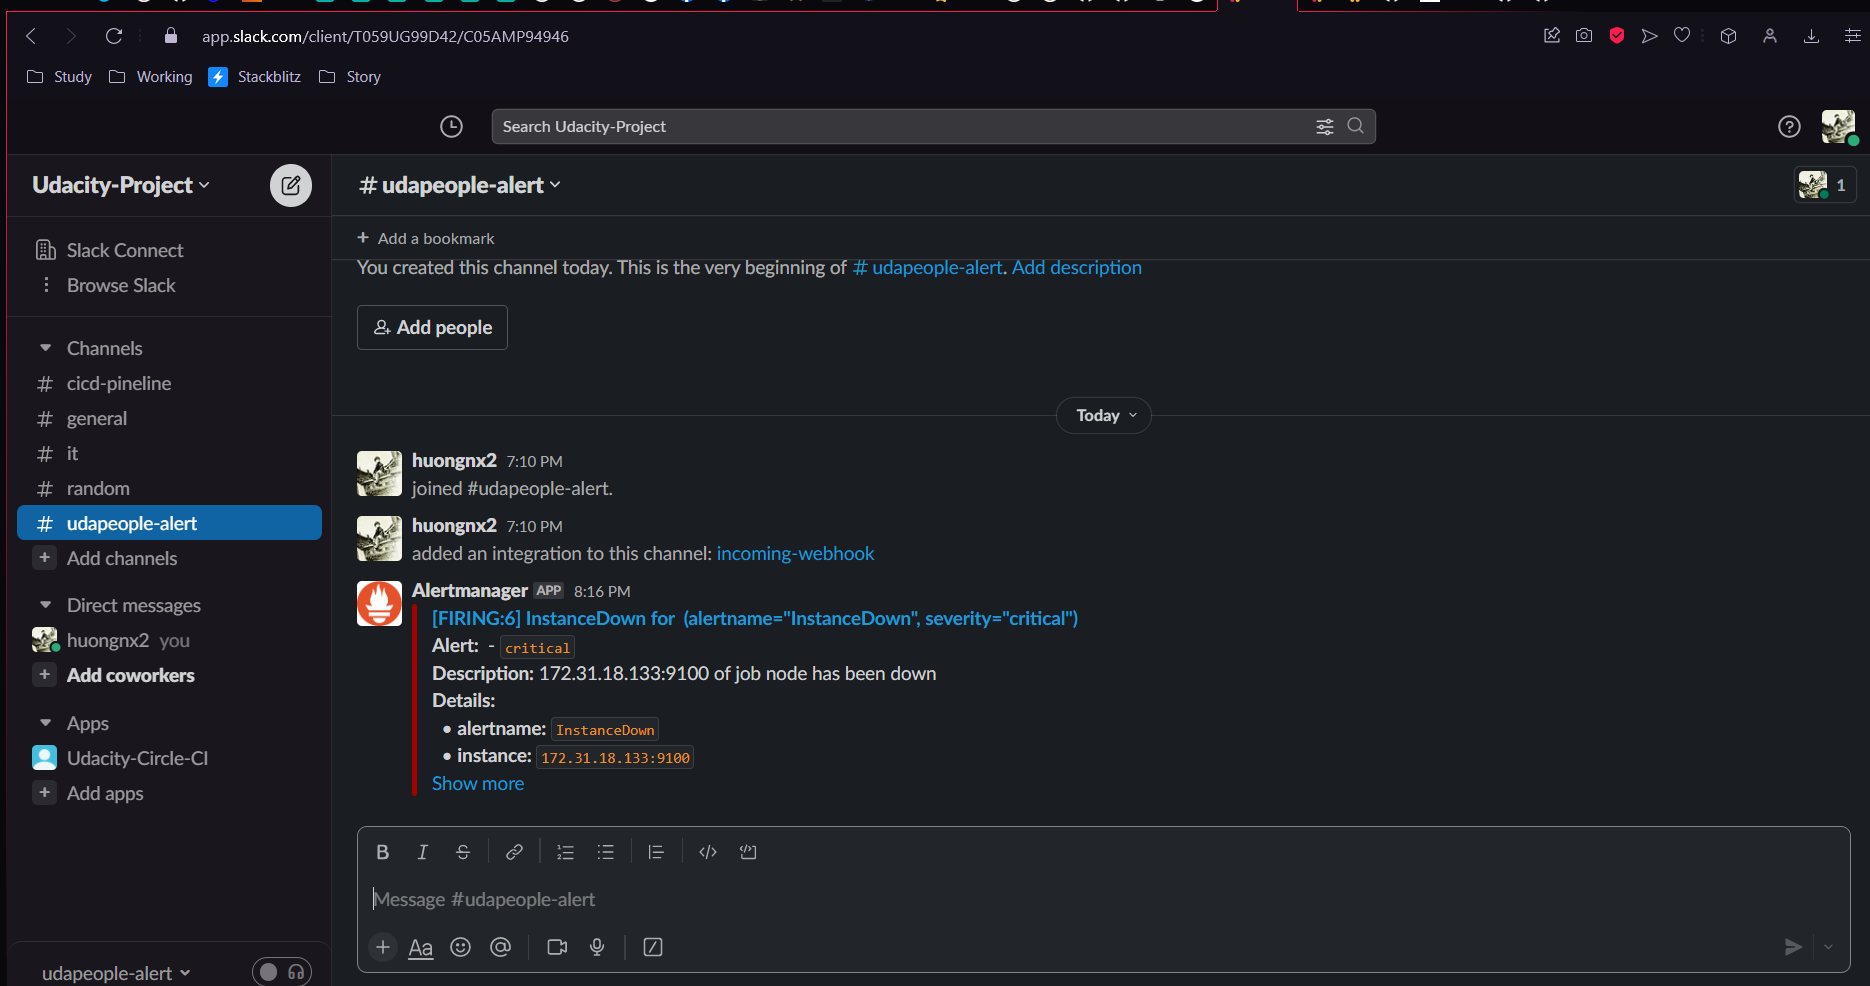 app.slack.com/client/T059UG99D42/C05AMP94946
Study Working Stackblitz Story
Search Udacity-Project
Udacity-Project
# udapeople-alert
1
Slack Connect
Browse Slack
Channels
# cicd-pineline
# general
# it
# random
# udapeople-alert
+ Add channels
Direct messages
huongnx2 you
+ Add coworkers
Apps
Udacity-Circle-CI
+ Add apps
udapeople-alert
+ Add a bookmark
You created this channel today. This is the very beginning of # udapeople-alert. Add description
Add people
Today
huongnx2 7:10 PM
joined #udapeople-alert.
huongnx2 7:10 PM
added an integration to this channel: incoming-webhook
Alertmanager APP 8:16 PM
[FIRING:6] InstanceDown for (alertname="InstanceDown", severity="critical")
Alert: - critical
Description: 172.31.18.133:9100 of job node has been down
Details:
• alertname: InstanceDown
• instance: 172.31.18.133:9100
Show more
B I S
Message #udapeople-alert
+ Aa @